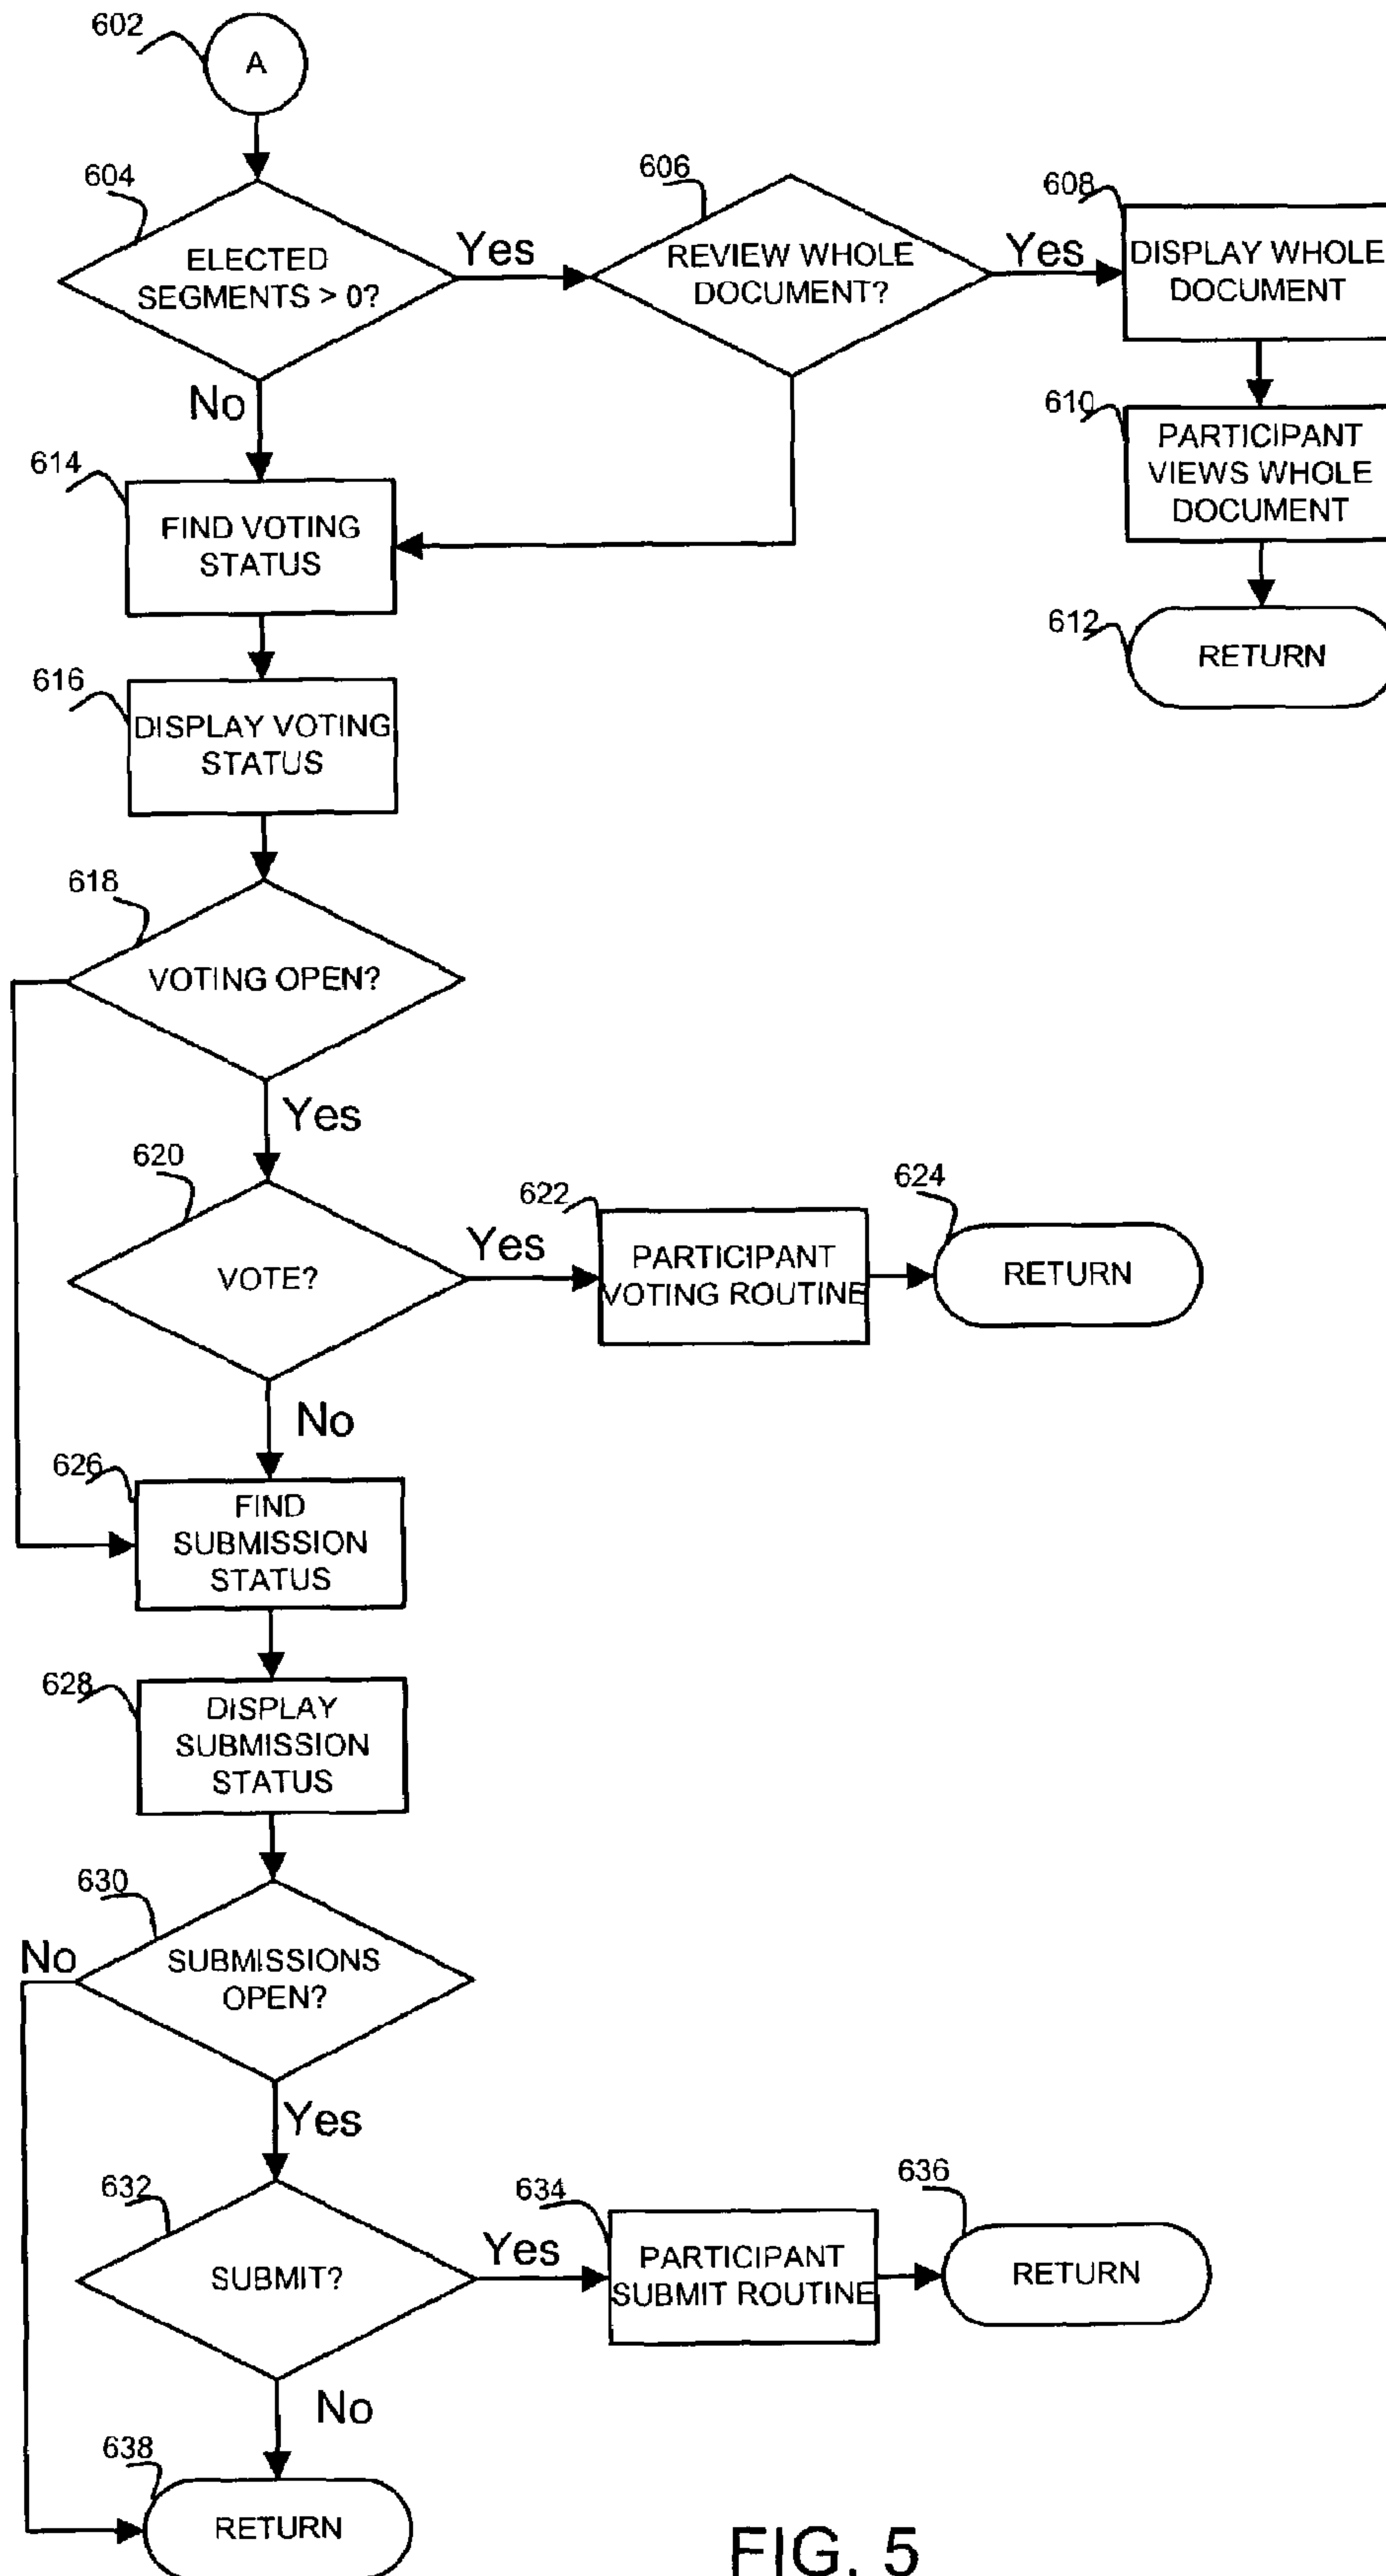 602
A
604
606
608
ELECTED
SEGMENTS > 0?
Yes
REVIEW WHOLE
DOCUMENT?
Yes
DISPLAY WHOLE
DOCUMENT
No
610
PARTICIPANT
VIEWS WHOLE
DOCUMENT
614
FIND VOTING
STATUS
612
RETURN
616
DISPLAY VOTING
STATUS
618
VOTING OPEN?
Yes
620
VOTE?
Yes
622
PARTICIPANT
VOTING ROUTINE
624
RETURN
No
626
FIND
SUBMISSION
STATUS
628
DISPLAY
SUBMISSION
STATUS
630
No
SUBMISSIONS
OPEN?
Yes
632
SUBMIT?
Yes
634
PARTICIPANT
SUBMIT ROUTINE
636
RETURN
No
638
RETURN
FIG. 5